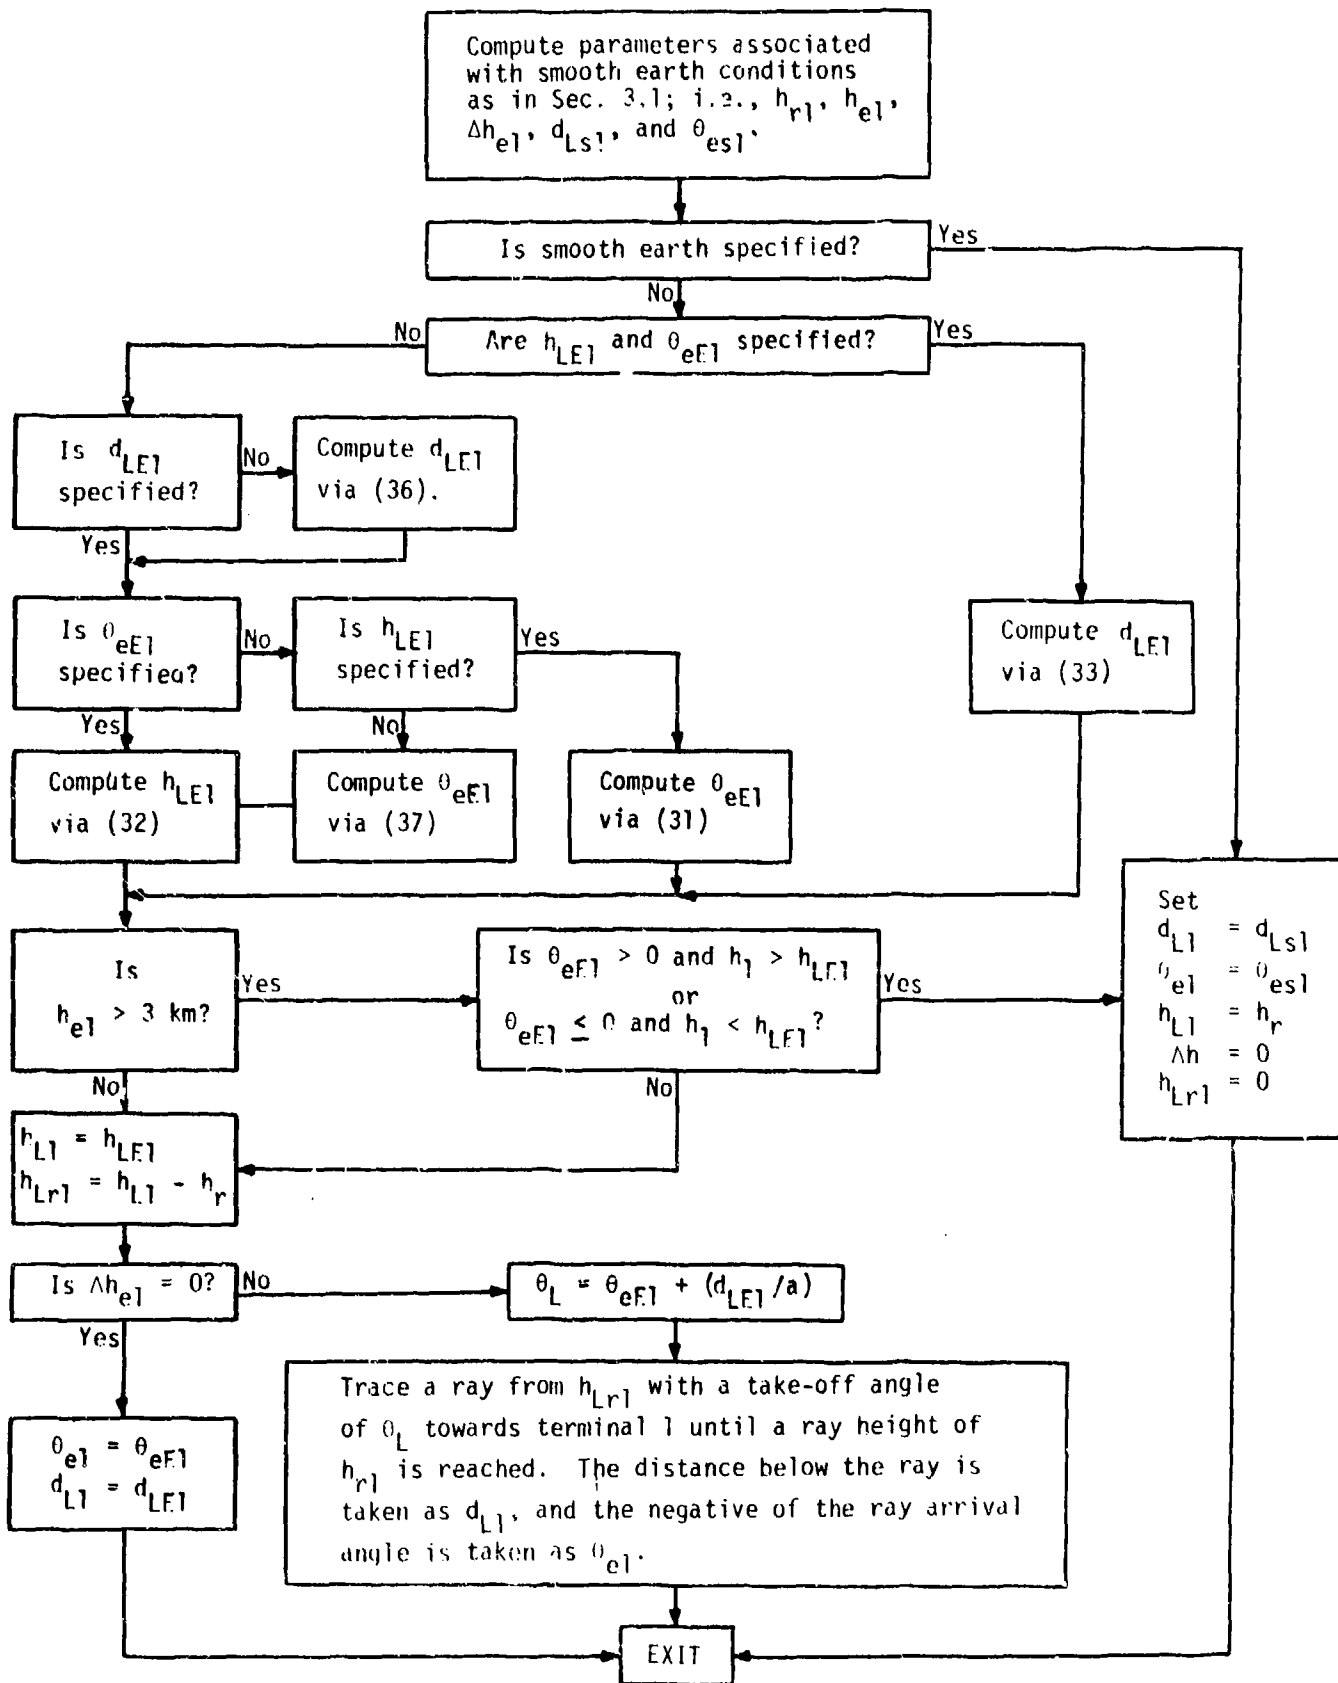 Compute parameters associated
with smooth earth conditions
as in Sec. 3.1; i.e., h_r1, h_e1,
Δh_e1, d_Ls1, and θ_es1.
Is smooth earth specified?
Yes
No
No
Are h_LE1 and θ_eE1 specified?
Yes
Is d_LE1
specified?
No
Compute d_LE1
via (36).
Yes
Is θ_eE1
specified?
No
Is h_LE1
specified?
Yes
Compute d_LE1
via (33)
Yes
No
Compute h_LE1
via (32)
Compute θ_eE1
via (37)
Compute θ_eE1
via (31)
Set
d_L1 = d_Ls1
θ_e1 = θ_es1
h_L1 = h_r
Δh = 0
h_Lr1 = 0
Is
h_e1 > 3 km?
Yes
Is θ_eE1 > 0 and h_1 > h_LE1
or
θ_eE1 ≤ 0 and h_1 < h_LE1?
Yes
No
No
h_L1 = h_LE1
h_Lr1 = h_L1 - h_r
Is Δh_e1 = 0?
No
θ_L = θ_eE1 + (d_LE1/a)
Yes
Trace a ray from h_Lr1 with a take-off angle
of θ_L towards terminal 1 until a ray height of
h_r1 is reached. The distance below the ray is
taken as d_L1, and the negative of the ray arrival
angle is taken as θ_e1.
θ_e1 = θ_eE1
d_L1 = d_LE1
EXIT